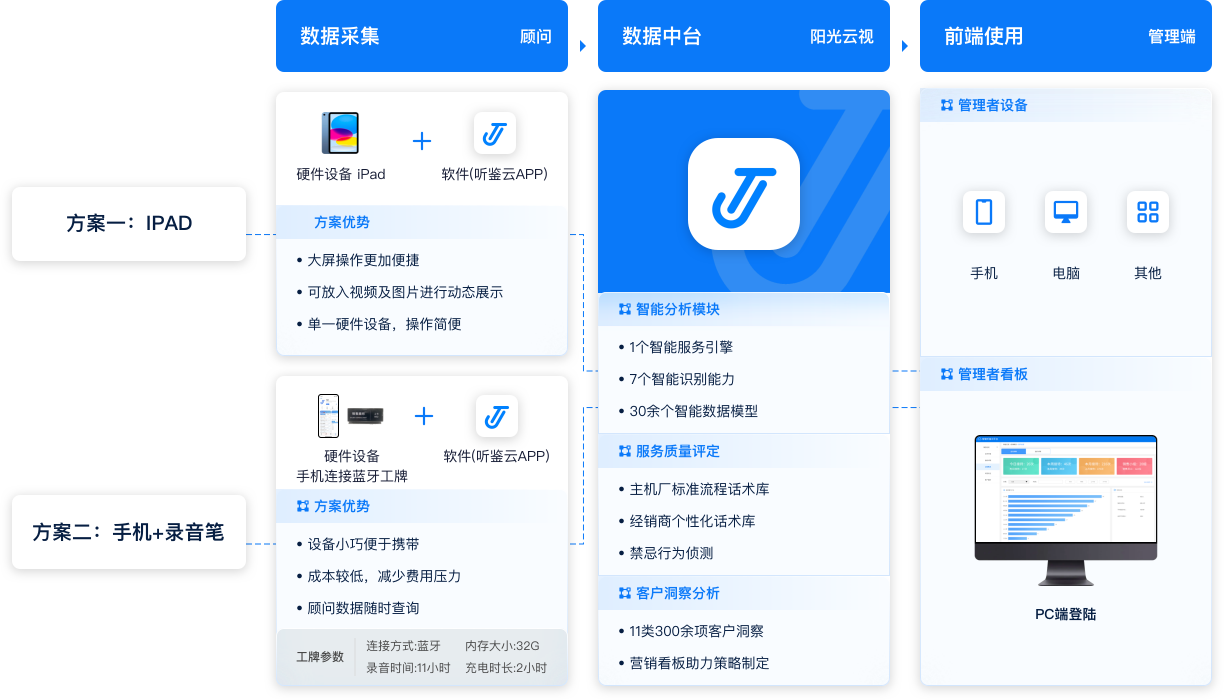 数据采集 顾问
数据中台 阳光云视
前端使用 管理端
方案一：IPAD
硬件设备 iPad
+
软件(听鉴云APP)
方案优势
• 大屏操作更加便捷
• 可放入视频及图片进行动态展示
• 单一硬件设备，操作简便
方案二：手机+录音笔
硬件设备
手机连接蓝牙工牌
+
软件(听鉴云APP)
方案优势
• 设备小巧便于携带
• 成本较低，减少费用压力
• 顾问数据随时查询
工牌参数
连接方式:蓝牙 内存大小:32G
录音时间:11小时 充电时长:2小时
智能分析模块
• 1个智能服务引擎
• 7个智能识别能力
• 30余个智能数据模型
服务质量评定
• 主机厂标准流程话术库
• 经销商个性化话术库
• 禁忌行为侦测
客户洞察分析
• 11类300余项客户洞察
• 营销看板助力策略制定
管理者设备
手机 电脑 其他
管理者看板
PC端登陆